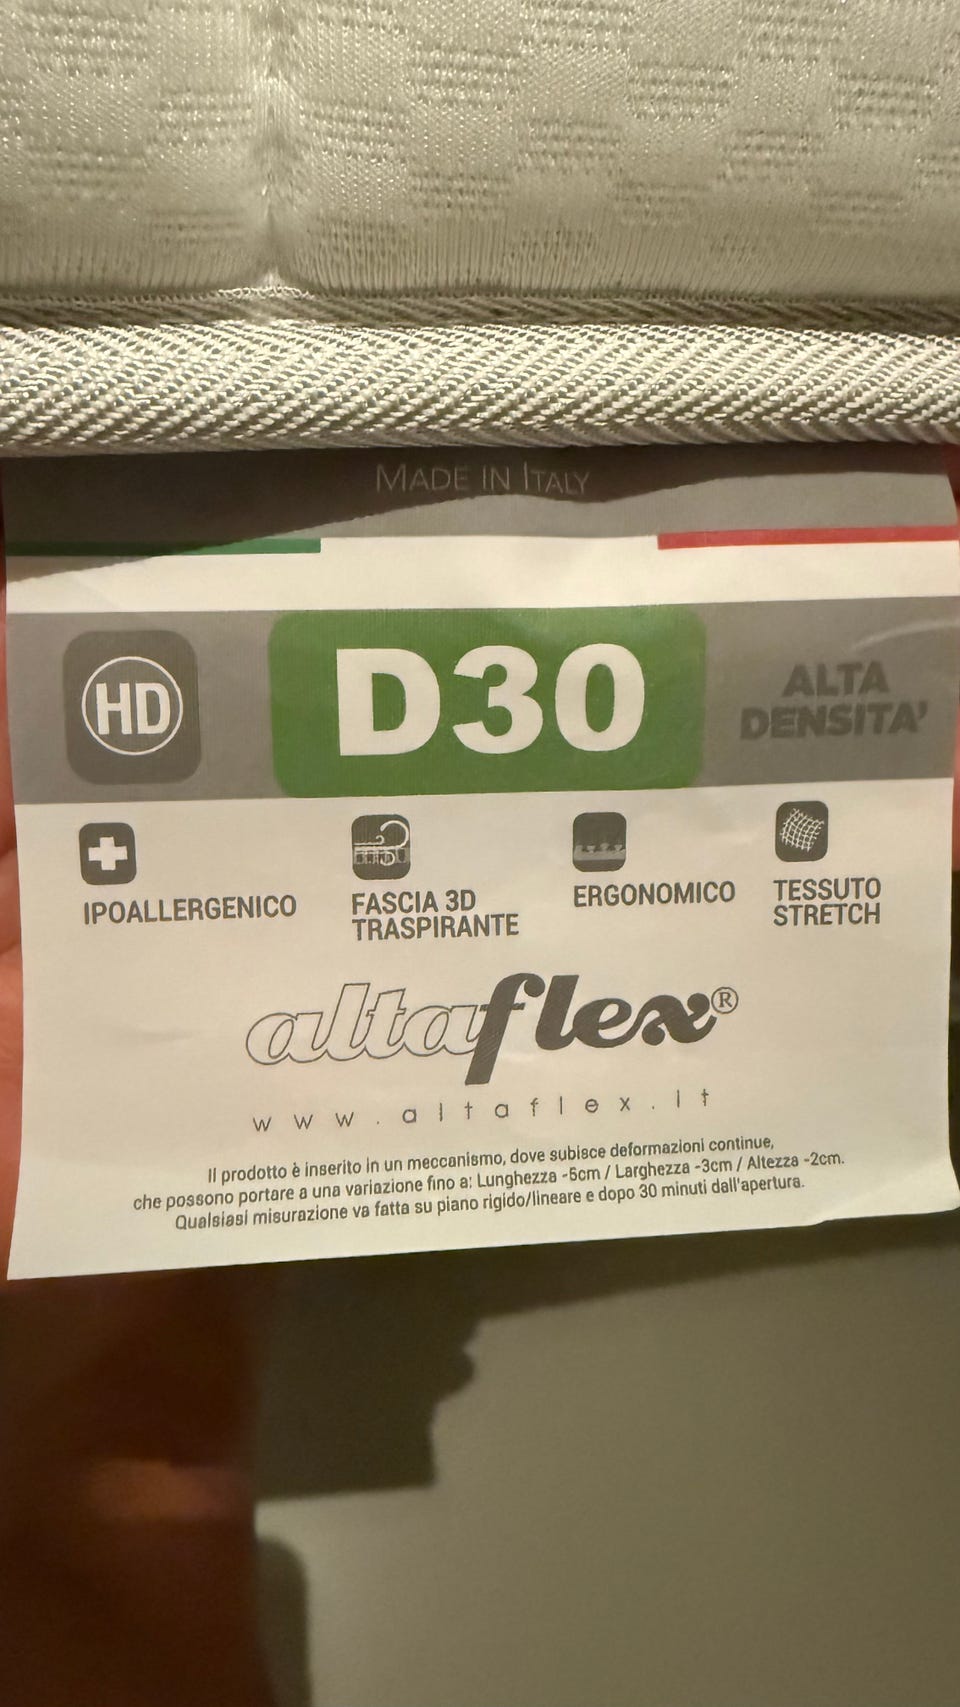 MADE IN ITALY
HD
D30
ALTA
DENSITA'
IPOALLERGENICO
FASCIA 3D
TRASPIRANTE
ERGONOMICO
TESSUTO
STRETCH
altaflex®
www.altaflex.it
Il prodotto è inserito in un meccanismo, dove subisce deformazioni continue,
che possono portare a una variazione fino a: Lunghezza -5cm / Larghezza -3cm / Altezza -2cm.
Qualsiasi misurazione va fatta su piano rigido/lineare e dopo 30 minuti dall'apertura.